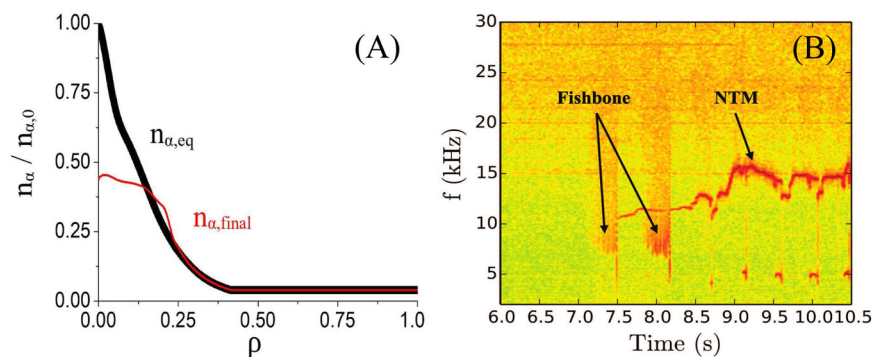 (A)
n_α / n_α,0
1.00
0.75
0.50
0.25
0.00
n_α,eq
n_α,final
0.00
0.25
0.50
0.75
1.0
ρ
(B)
f (kHz)
30
25
20
15
10
5
Fishbone
NTM
6.0 6.5 7.0 7.5 8.0 8.5 9.0 9.5 10.010.5
Time (s)